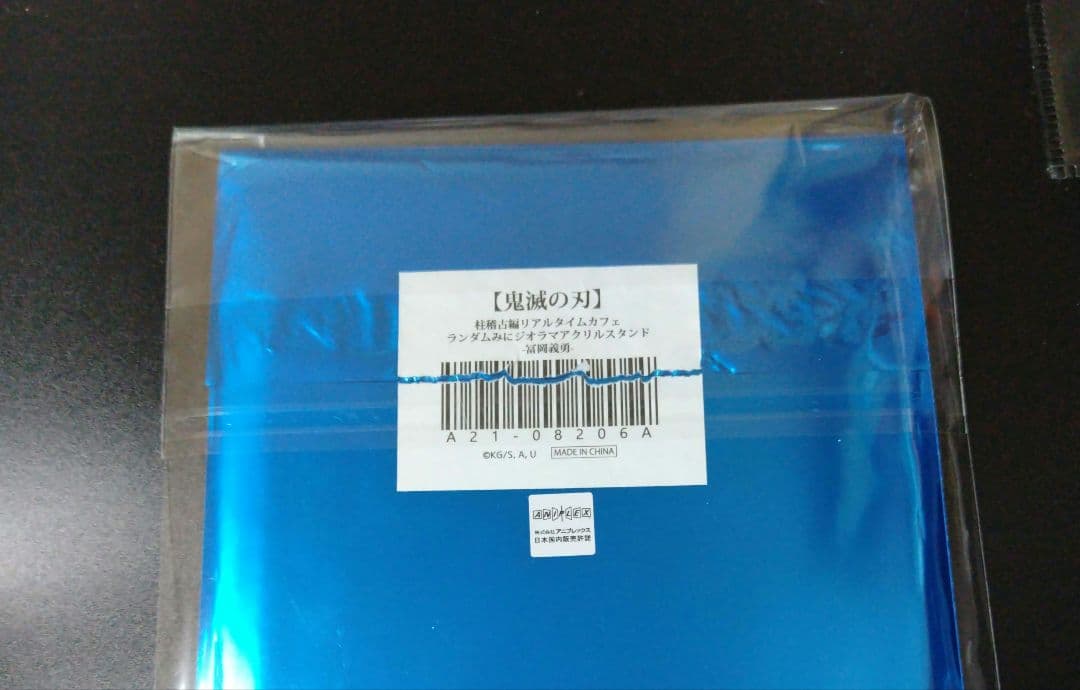 【鬼滅の刃】
柱稽古編リアルタイムカフェ
ランダムみにジオラマアクリルスタンド
-冨岡義勇-
A21-08206A
©KG/S, A, U MADE IN CHINA
ANIPLEX
株式会社アニプレックス
日本国内販売許諾